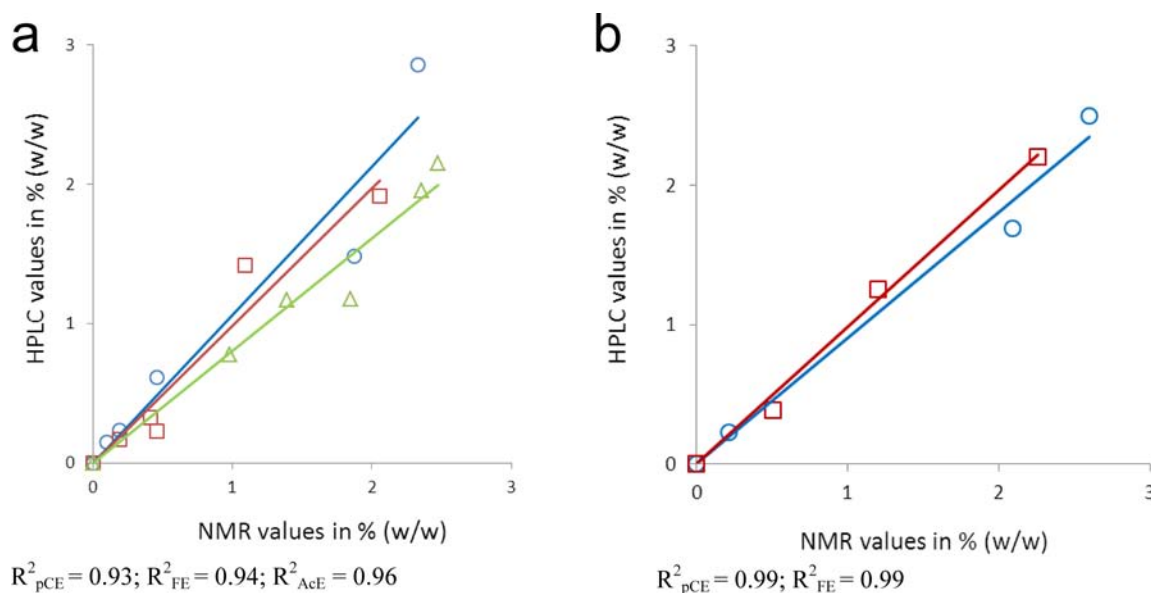 a
3
2
1
0
HPLC values in % (w/w)
0 1 2 3
NMR values in % (w/w)
R²pCE = 0.93; R²FE = 0.94; R²AcE = 0.96
b
3
2
1
0
HPLC values in % (w/w)
0 1 2 3
NMR values in % (w/w)
R²pCE = 0.99; R²FE = 0.99